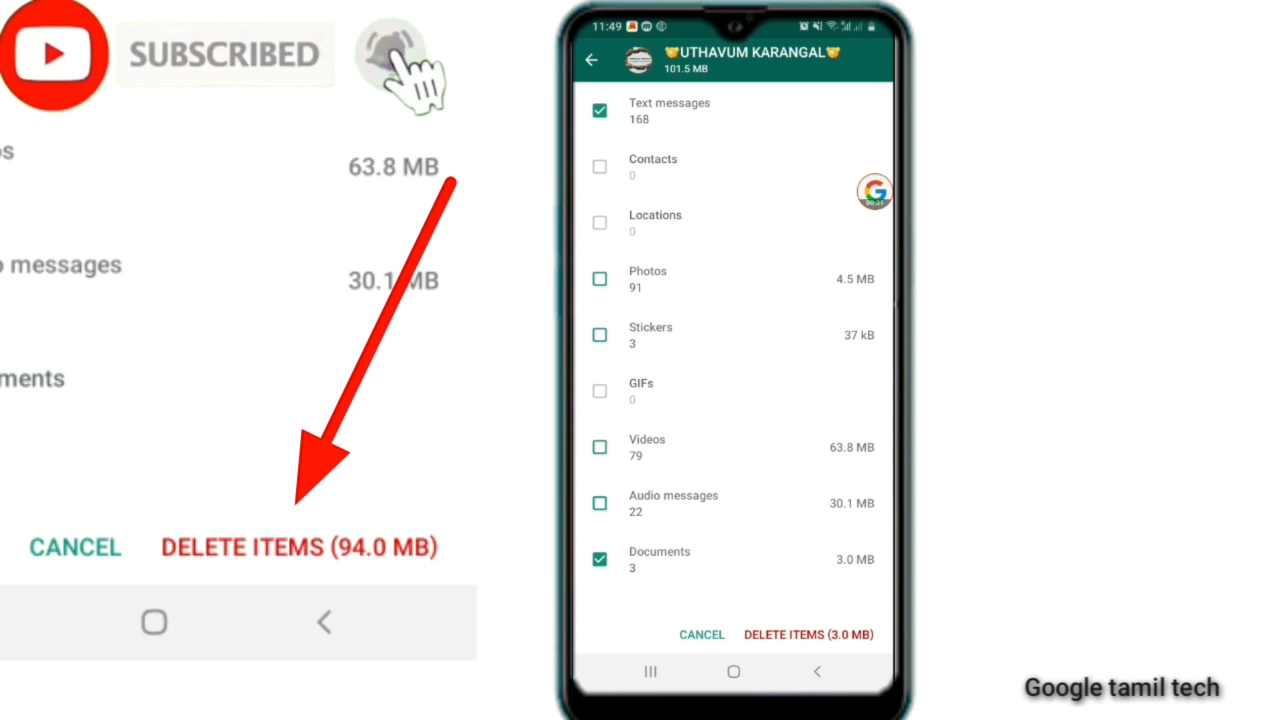 SUBSCRIBED
s
63.8 MB
o messages
30.1 MB
ments
CANCEL DELETE ITEMS (94.0 MB)
11:49
UTHAVUM KARANGAL
101.5 MB
Text messages
168
Contacts
0
Locations
0
Photos
91
4.5 MB
Stickers
3
37 kB
GIFs
0
Videos
79
63.8 MB
Audio messages
22
30.1 MB
Documents
3
3.0 MB
CANCEL DELETE ITEMS (3.0 MB)
Google tamil tech